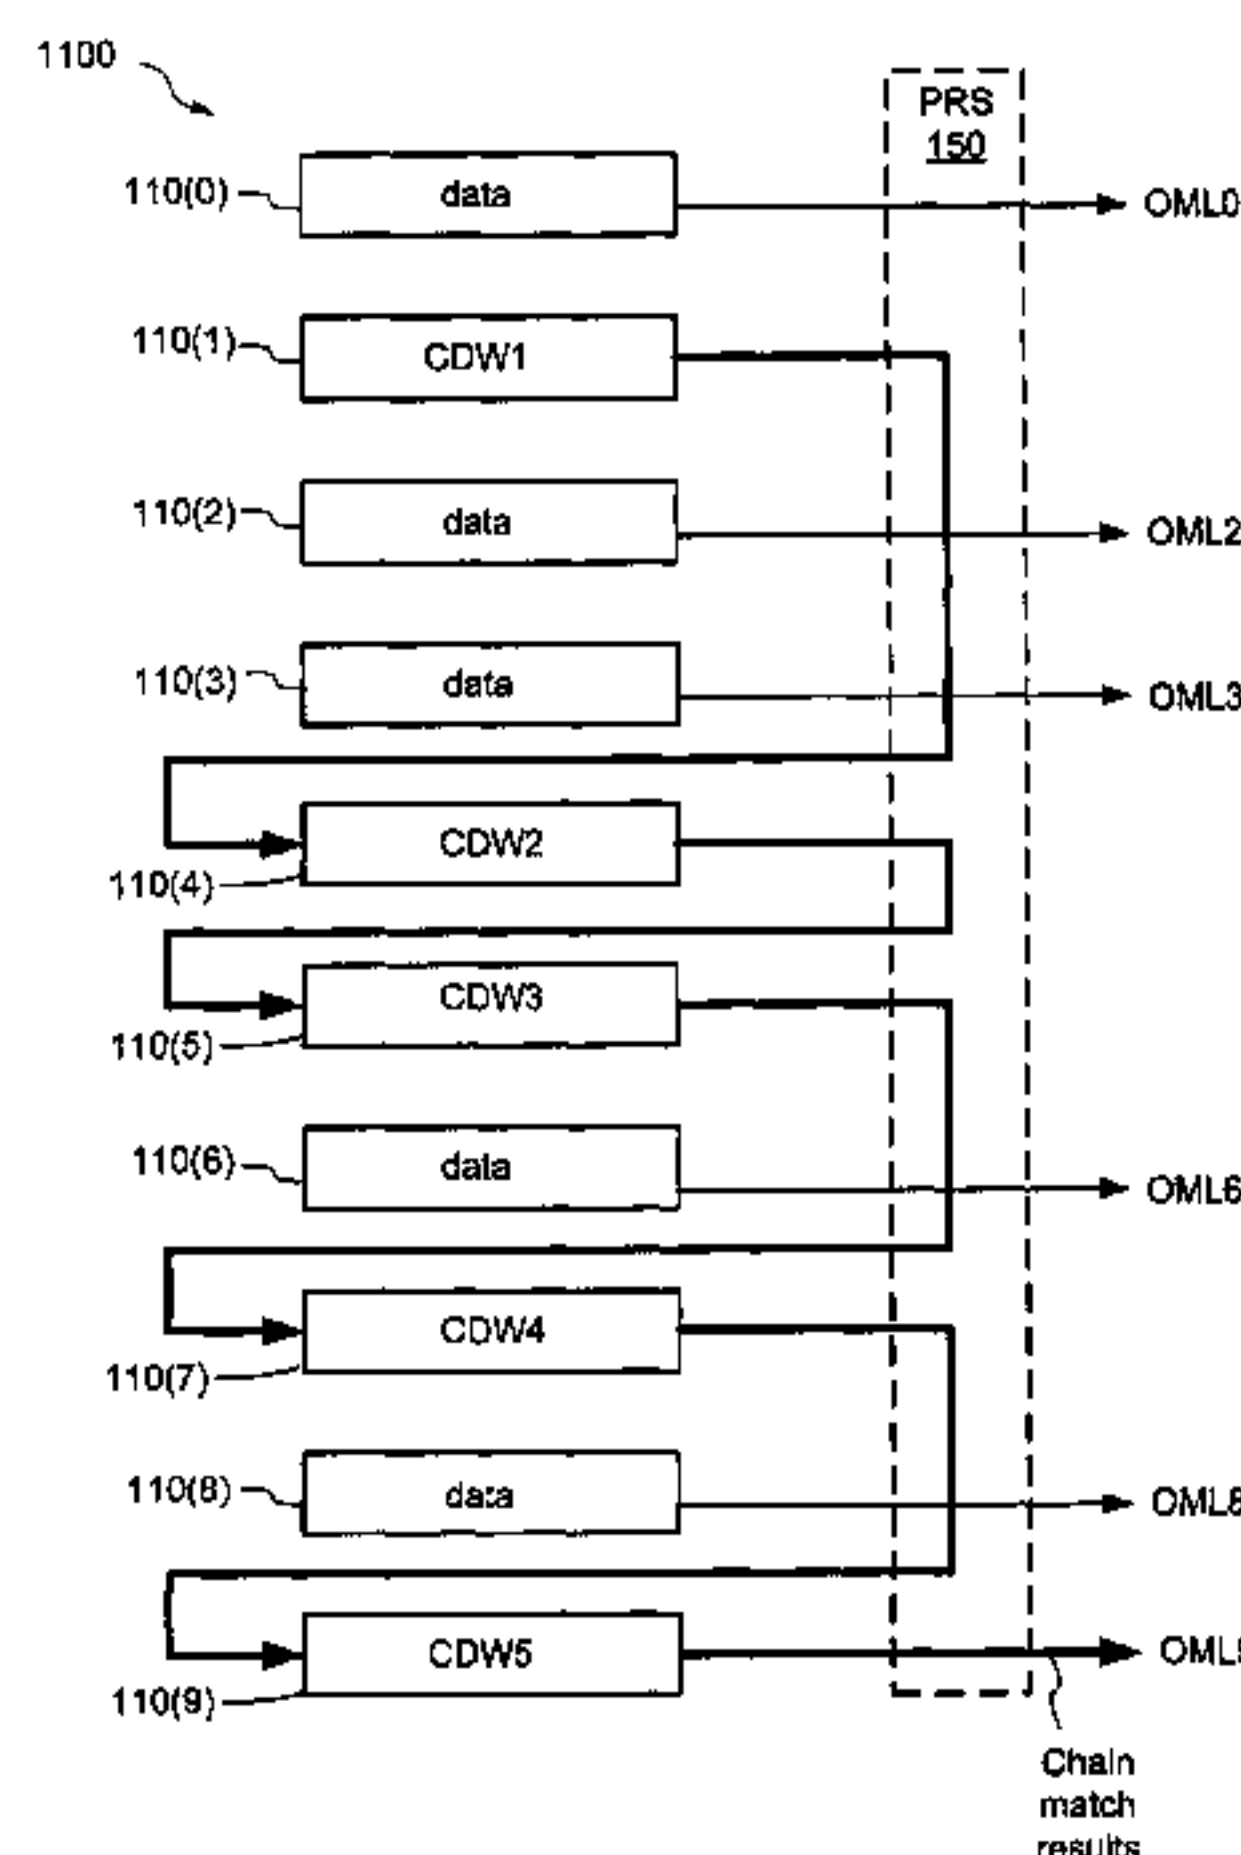 1100
PRS
150
110(0)
data
OML0
110(1)
CDW1
110(2)
data
OML2
110(3)
data
OML3
CDW2
110(4)
CDW3
110(5)
110(6)
data
OML6
CDW4
110(7)
110(8)
data
OML8
CDW5
110(9)
Chain
match
results